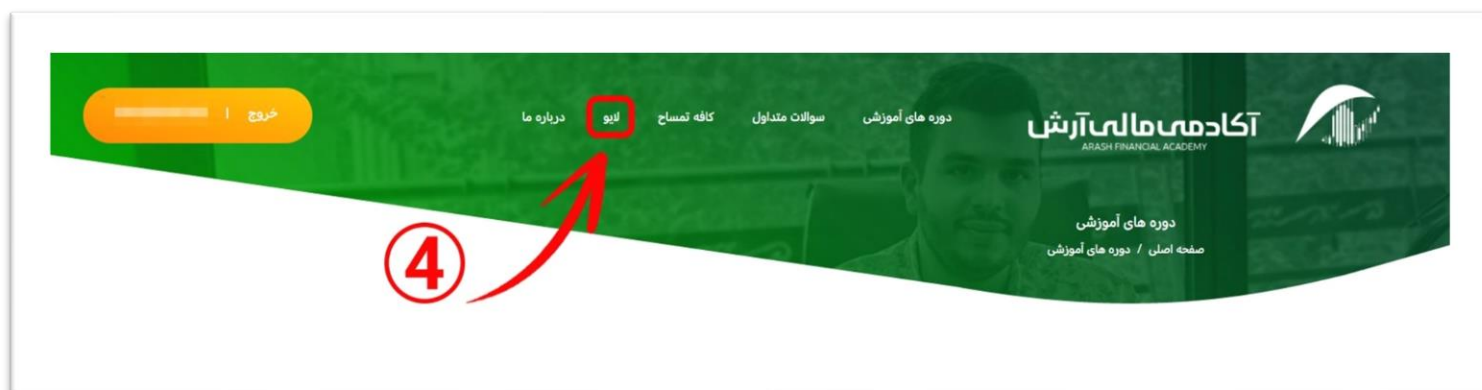 آکادمی مالی آرش
ARASH FINANCIAL ACADEMY
دوره های آموزشی
سوالات متداول
کافه تمساح
لایو
درباره ما
خروج |
دوره های آموزشی
صفحه اصلی / دوره های آموزشی
4